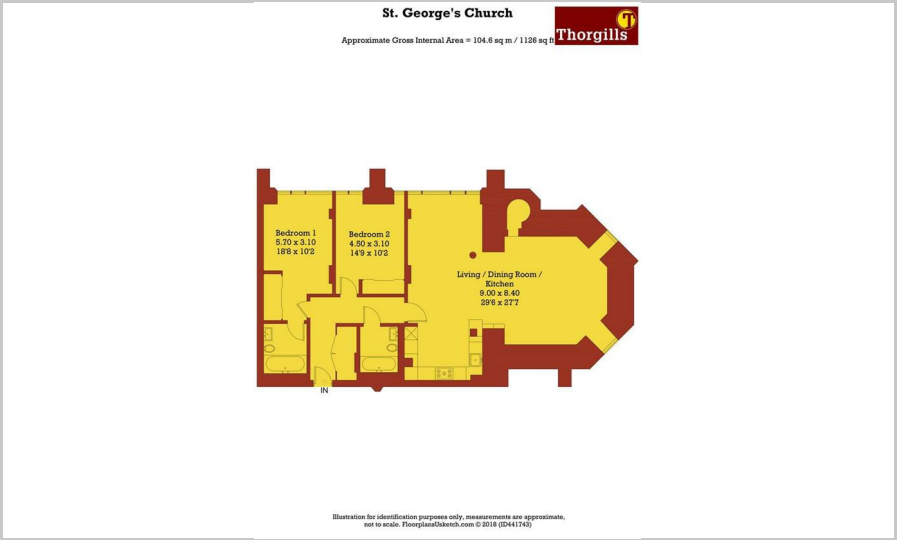 St. George's Church
Approximate Gross Internal Area = 104.6 sq m / 1126 sq ft
T
Thorgills
Bedroom 1
5.70 x 3.10
18'8 x 10'2
Bedroom 2
4.50 x 3.10
14'9 x 10'2
Living / Dining Room /
Kitchen
9.00 x 8.40
29'6 x 27'7
IN
Illustration for identification purposes only, measurements are approximate,
not to scale. FloorplansUsketch.com © 2018 (ID441743)